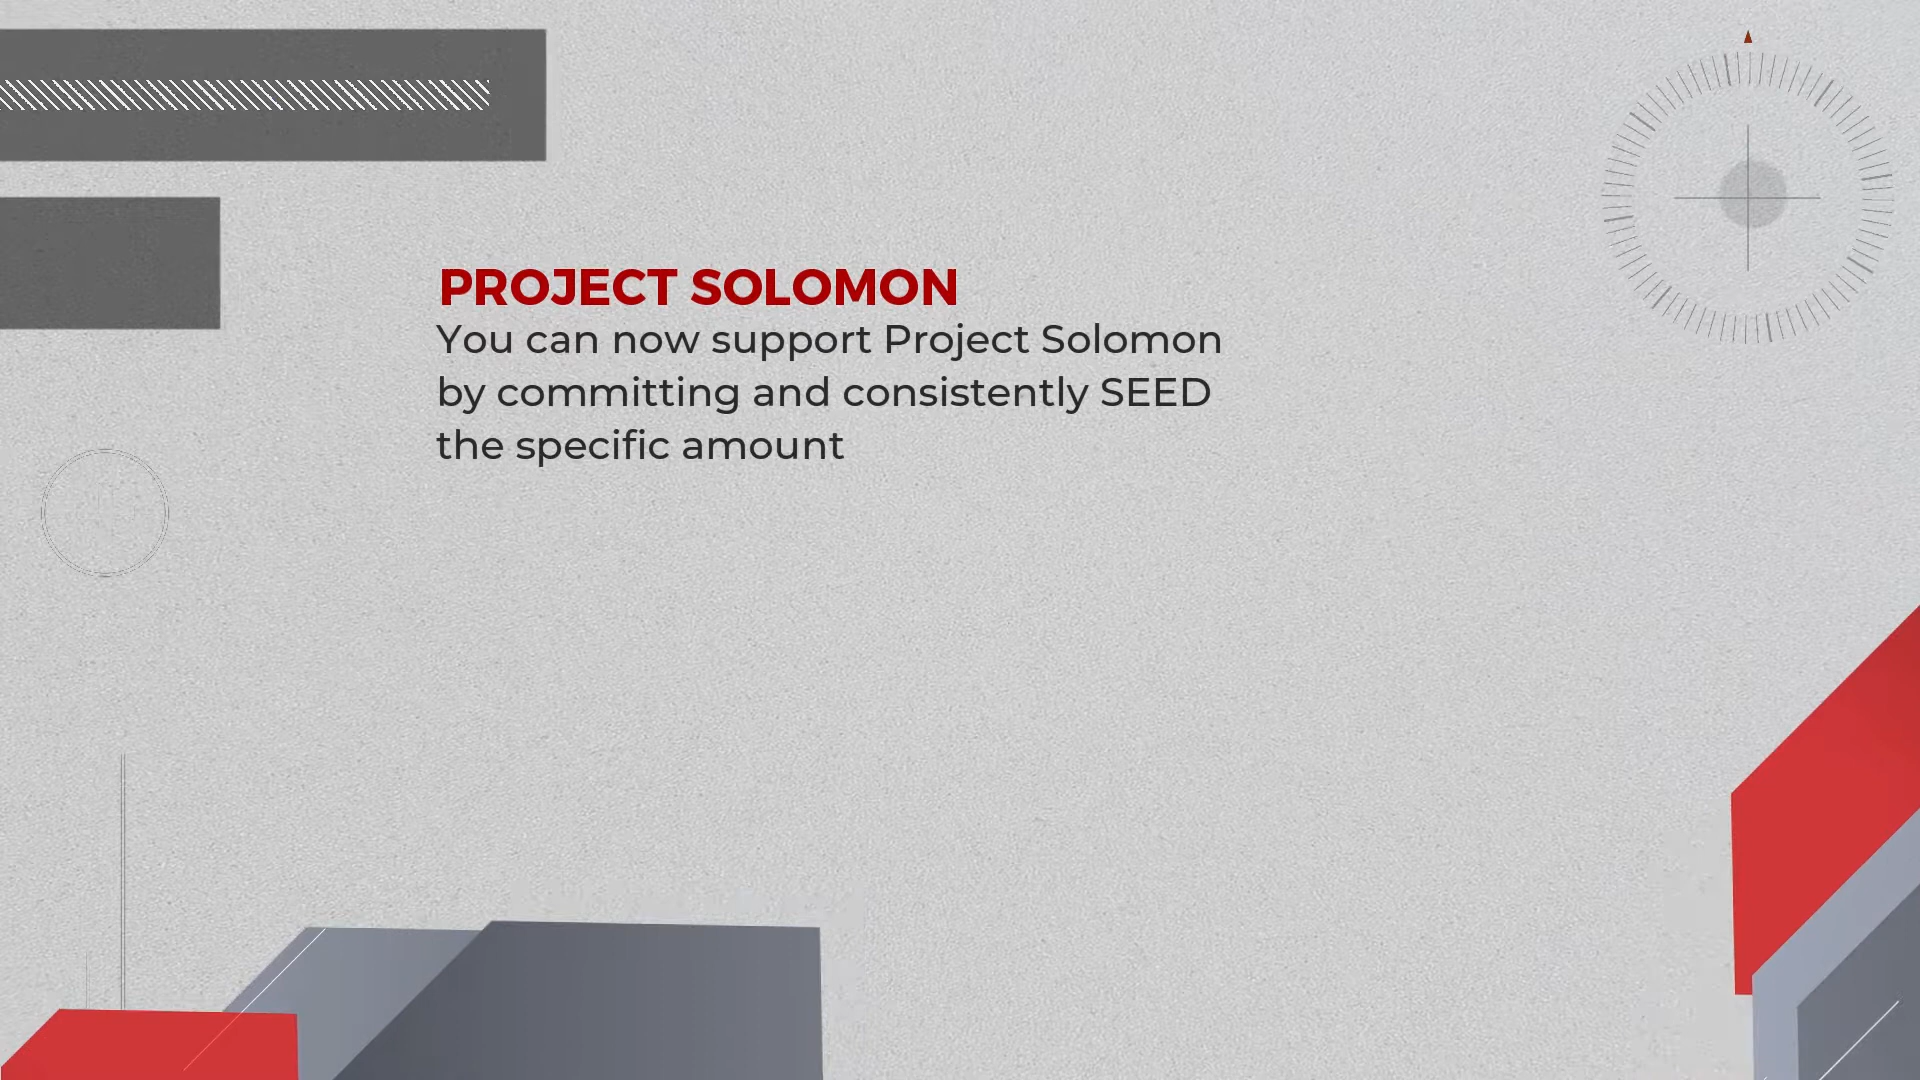 PROJECT SOLOMON
You can now support Project Solomon
by committing and consistently SEED
the specific amount